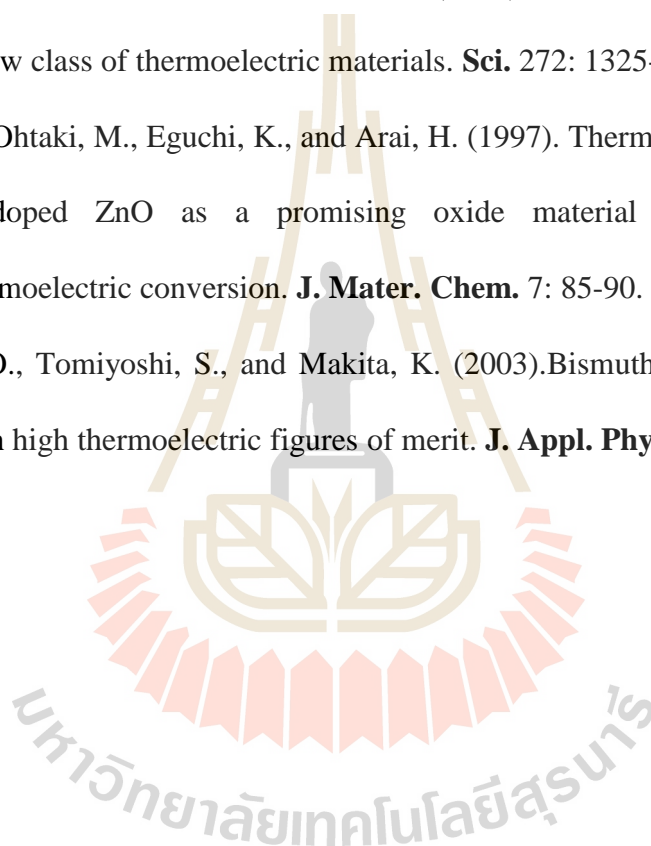 w class of thermoelectric materials. Sci. 272: 1325-
Ohtaki, M., Eguchi, K., and Arai, H. (1997). Therm
doped ZnO as a promising oxide material
moelectric conversion. J. Mater. Chem. 7: 85-90.
O., Tomiyoshi, S., and Makita, K. (2003).Bismuth
n high thermoelectric figures of merit. J. Appl. Phy
มหาวิทยาลัยเทคโนโลยีสุรนารี